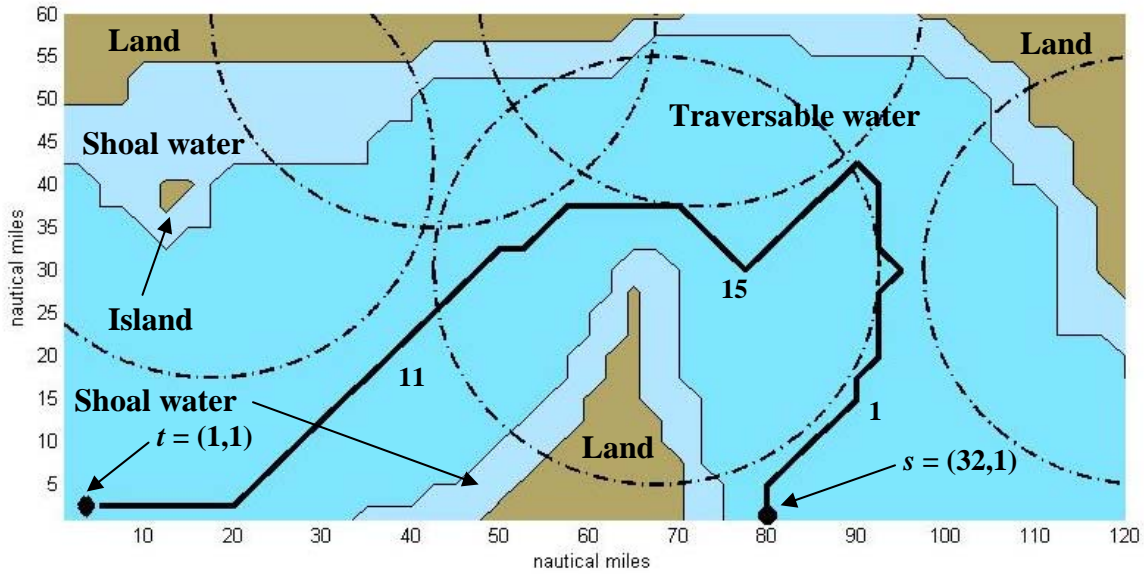 60
55
50
45
40
35
30
25
20
15
10
5
nautical miles
Land
Land
Traversable water
Shoal water
15
Island
11
Shoal water
1
t = (1,1)
Land
s = (32,1)
10 20 30 40 50 60 70 80 90 100 110 120
nautical miles